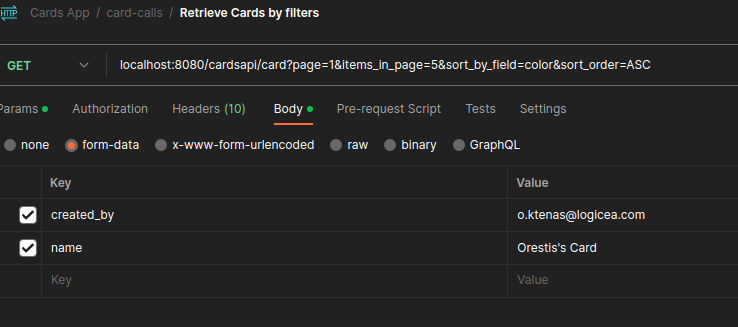 HTTP Cards App / card-calls / Retrieve Cards by filters
GET localhost:8080/cardsapi/card?page=1&items_in_page=5&sort_by_field=color&sort_order=ASC
Params Authorization Headers (10) Body Pre-request Script Tests Settings
none form-data x-www-form-urlencoded raw binary GraphQL
Key Value
created_by o.ktenas@logicea.com
name Orestis's Card
Key Value